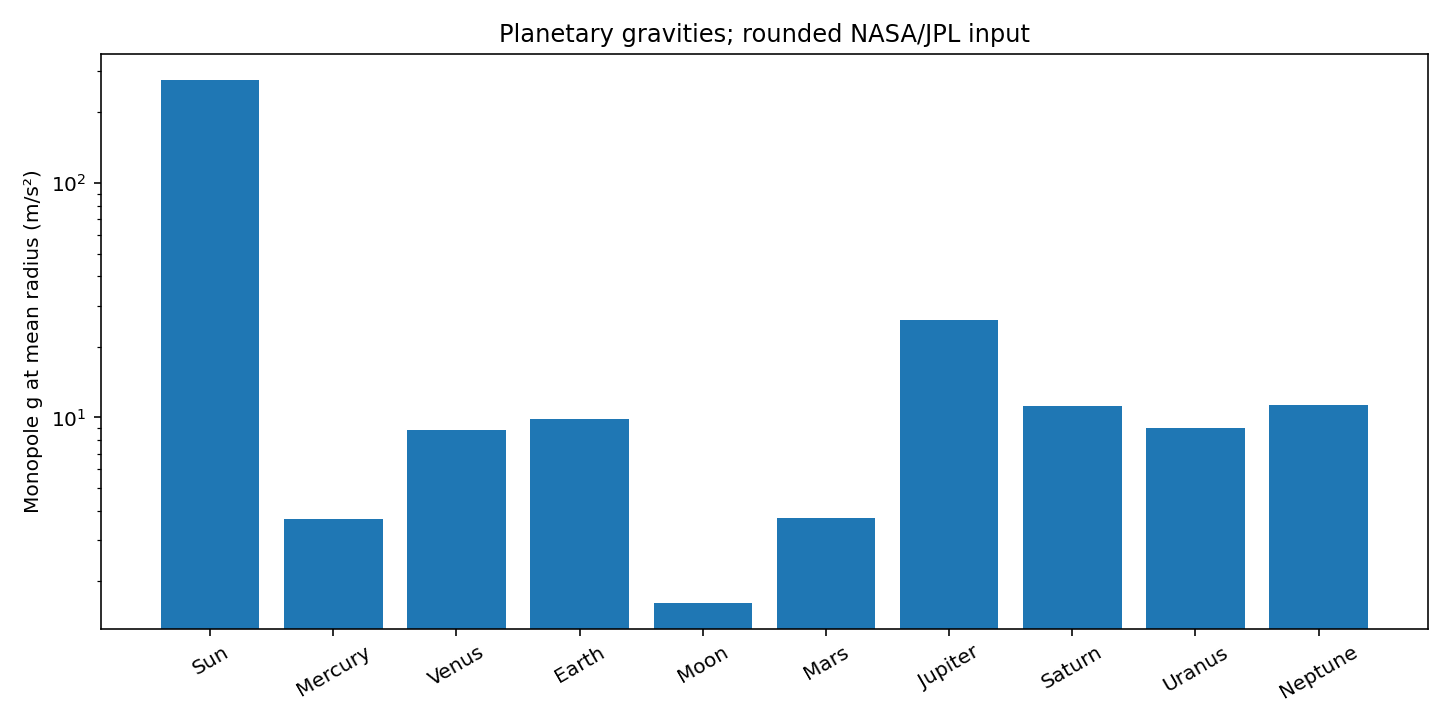 Planetary gravities; rounded NASA/JPL input
Monopole g at mean radius (m/s²)
10²
10¹
Sun
Mercury
Venus
Earth
Moon
Mars
Jupiter
Saturn
Uranus
Neptune